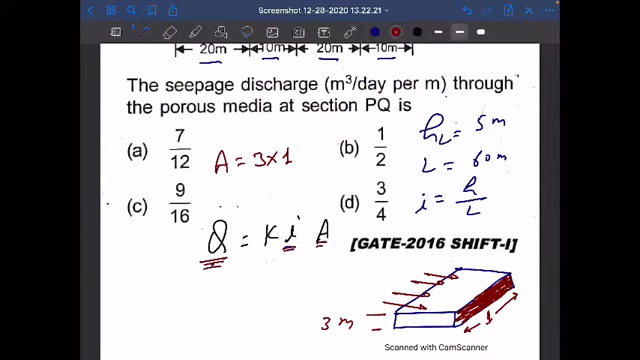 Screenshot 12-28-2020 13.22.21
20m 10m 20m 10m
The seepage discharge (m³/day per m) through
the porous media at section PQ is
(a) 7/12 A = 3×1 (b) 1/2 hL = 5 m
L = 60 m
(c) 9/16 (d) 3/4 i = h/L
Q = K i A
[GATE-2016 SHIFT-I]
3 m 1
Scanned with CamScanner